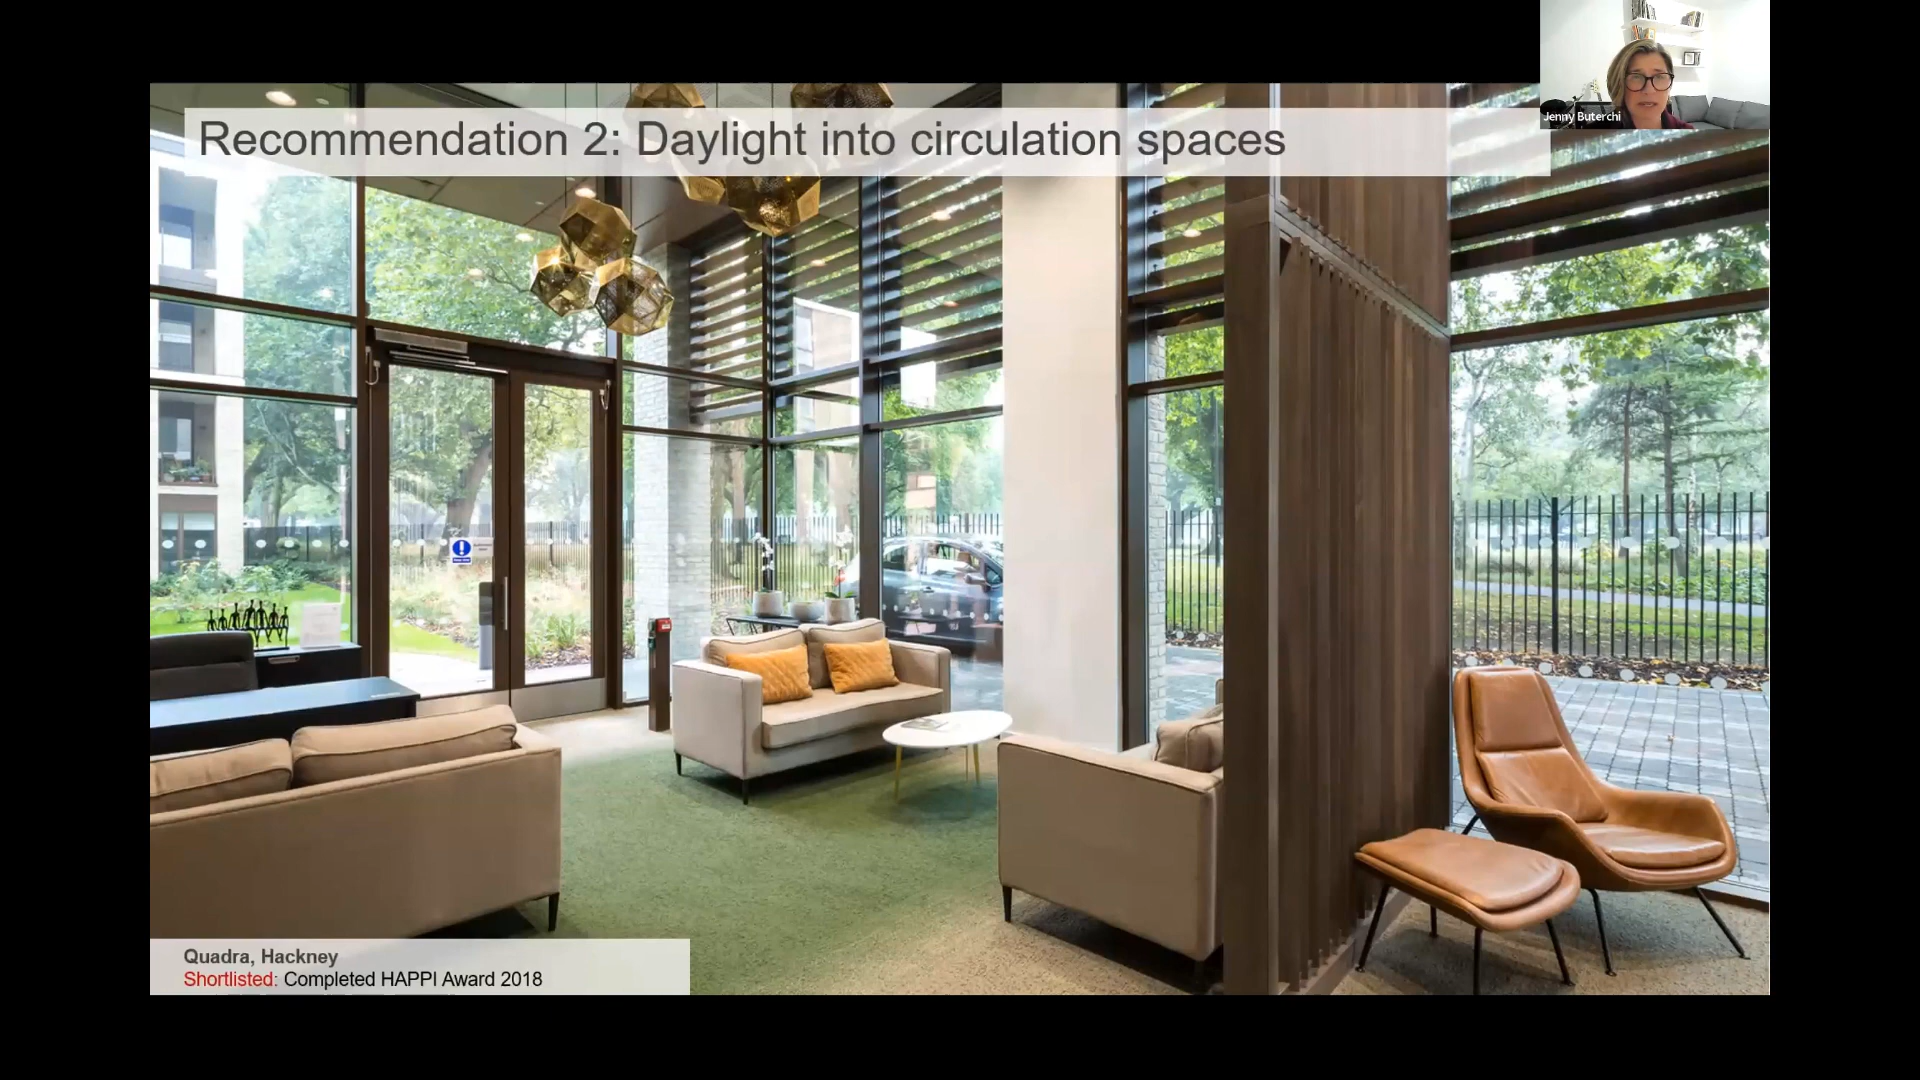 Recommendation 2: Daylight into circulation spaces
Jenny Buterchi
Quadra, Hackney
Shortlisted: Completed HAPPI Award 2018